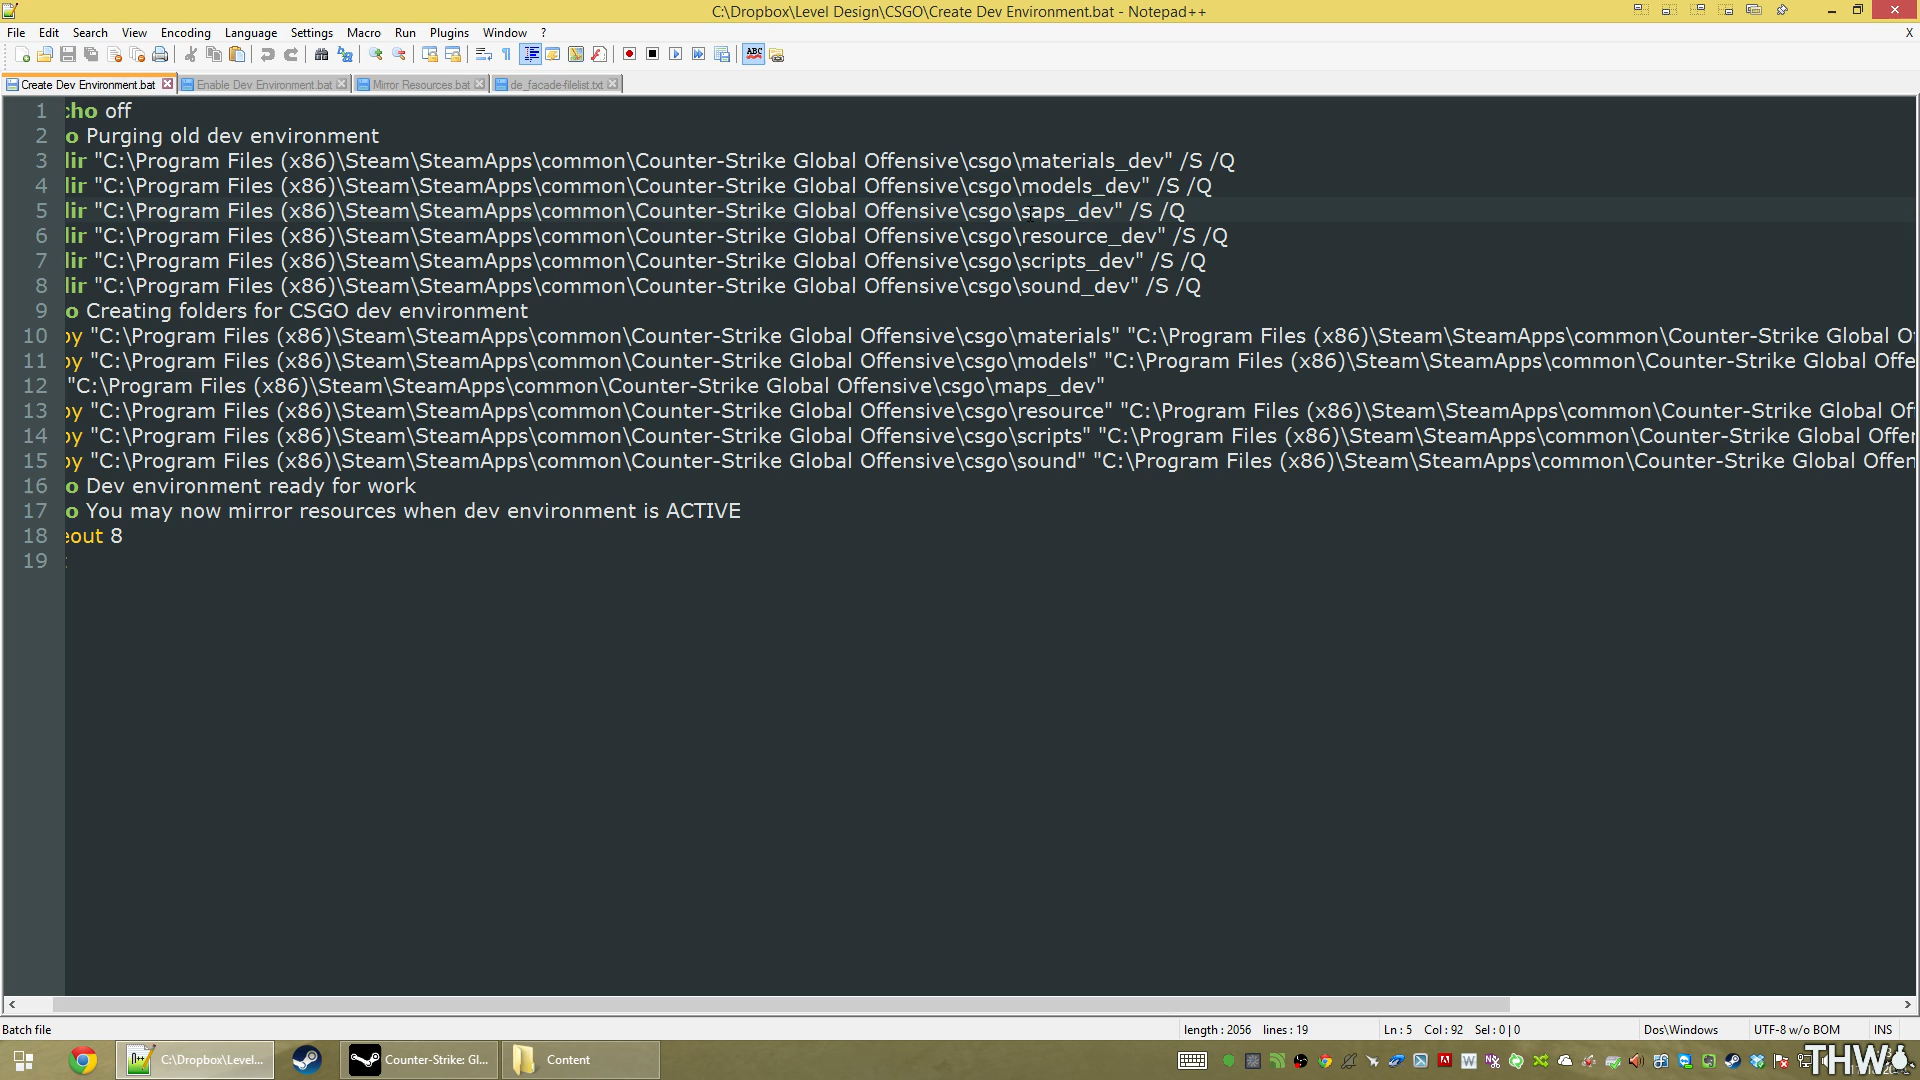 C:\Dropbox\Level Design\CSGO\Create Dev Environment.bat - Notepad++
File Edit Search View Encoding Language Settings Macro Run Plugins Window ? X
Create Dev Environment.bat Enable Dev Environment.bat Mirror Resources.bat de_facade-filelist.txt
1 cho off
2 o Purging old dev environment
3 dir "C:\Program Files (x86)\Steam\SteamApps\common\Counter-Strike Global Offensive\csgo\materials_dev" /S /Q
4 dir "C:\Program Files (x86)\Steam\SteamApps\common\Counter-Strike Global Offensive\csgo\models_dev" /S /Q
5 dir "C:\Program Files (x86)\Steam\SteamApps\common\Counter-Strike Global Offensive\csgo\saps_dev" /S /Q
6 dir "C:\Program Files (x86)\Steam\SteamApps\common\Counter-Strike Global Offensive\csgo\resource_dev" /S /Q
7 dir "C:\Program Files (x86)\Steam\SteamApps\common\Counter-Strike Global Offensive\csgo\scripts_dev" /S /Q
8 dir "C:\Program Files (x86)\Steam\SteamApps\common\Counter-Strike Global Offensive\csgo\sound_dev" /S /Q
9 o Creating folders for CSGO dev environment
10 py "C:\Program Files (x86)\Steam\SteamApps\common\Counter-Strike Global Offensive\csgo\materials" "C:\Program Files (x86)\Steam\SteamApps\common\Counter-Strike Global O
11 py "C:\Program Files (x86)\Steam\SteamApps\common\Counter-Strike Global Offensive\csgo\models" "C:\Program Files (x86)\Steam\SteamApps\common\Counter-Strike Global Offe
12 "C:\Program Files (x86)\Steam\SteamApps\common\Counter-Strike Global Offensive\csgo\maps_dev"
13 py "C:\Program Files (x86)\Steam\SteamApps\common\Counter-Strike Global Offensive\csgo\resource" "C:\Program Files (x86)\Steam\SteamApps\common\Counter-Strike Global Of
14 py "C:\Program Files (x86)\Steam\SteamApps\common\Counter-Strike Global Offensive\csgo\scripts" "C:\Program Files (x86)\Steam\SteamApps\common\Counter-Strike Global Offer
15 py "C:\Program Files (x86)\Steam\SteamApps\common\Counter-Strike Global Offensive\csgo\sound" "C:\Program Files (x86)\Steam\SteamApps\common\Counter-Strike Global Offen
16 o Dev environment ready for work
17 o You may now mirror resources when dev environment is ACTIVE
18 eout 8
19
Batch file length : 2056 lines : 19 Ln : 5 Col : 92 Sel : 0 | 0 Dos\Windows UTF-8 w/o BOM INS
C:\Dropbox\Level... Counter-Strike: Gl... Content THW